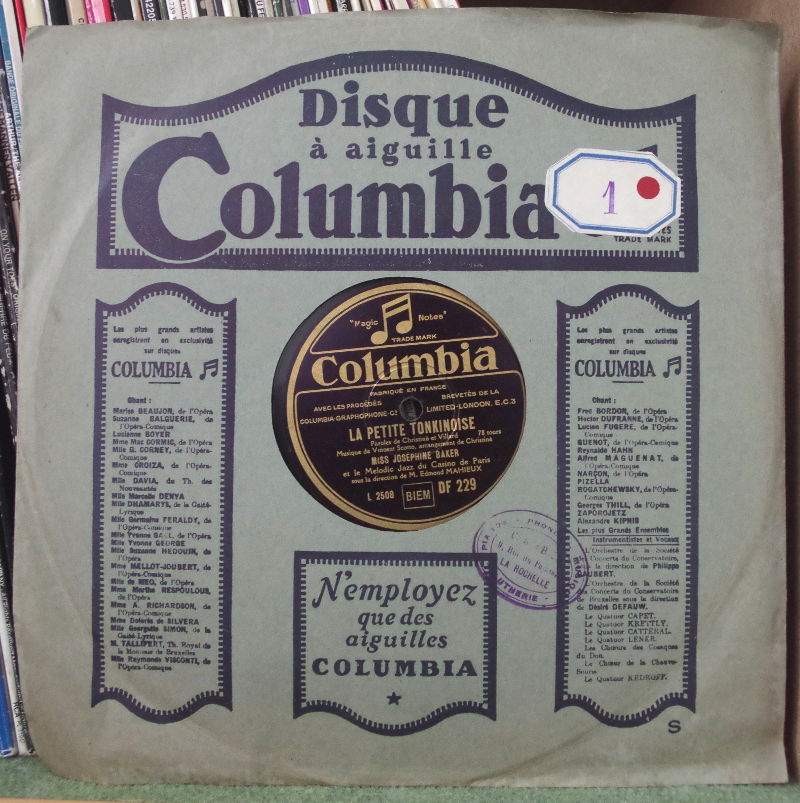 Disque
à aiguille
Columbia
1
TRADE MARK
Les plus grands artistes
enregistrent en exclusivité
sur disques
COLUMBIA
Chant :
Marise BEAUJON, de l'Opéra
Suzanne BALGUERIE, de
l'Opéra-Comique
Lucienne BOYER
Mme Mac CORMIC, de l'Opéra
Mlle G. CORNEY, de l'Opéra-
Comique
Mme CROIZA, de l'Opéra-
Comique
Mlle DAVIA, de Th. des
Nouveautés
Mlle Marcelle DENYA
Mlle DHAMARYS, de la Gaîté-
Lyrique
Mlle Germaine FERALDY, de
l'Opéra-Comique
Mlle Yvonne GALL, de l'Opéra
Mlle Yvonne GEORGE
Mlle Suzanne HEDOUIN, de
l'Opéra
Mme MELLOT-JOUBERT, de
l'Opéra-Comique
Mlle de MEO, de l'Opéra
Mme Marthe RESPOULOUS,
de l'Opéra
Mme A. RICHARDSON, de
l'Opéra-Comique
Mme Dolorès de SILVERA
Mlle Georgette SIMON, de la
Gaîté-Lyrique
M. TALLIFERT, Th. Royal de
la Monnaie de Bruxelles
Mlle Raymonde VISCONTI, de
l'Opéra-Comique
"Magic Notes"
TRADE MARK
Columbia
FABRIQUÉ EN FRANCE
AVEC LES PROCÉDÉS BREVETÉS DE LA
COLUMBIA-GRAPHOPHONE-Cº LIMITED-LONDON, E.C.3
LA PETITE TONKINOISE
Paroles de Christiné et Villard 78 tours
Musique de Vincent Scotto, arrangement de Christiné
MISS JOSÉPHINE BAKER
et le Melodic Jazz du Casino de Paris
sous la direction de M. Edmond MAHIEUX
L 2508 BIEM DF 229
N'employez
que des
aiguilles
COLUMBIA
Les plus grands artistes
enregistrent en exclusivité
sur disques
COLUMBIA
Chant :
Fred BORDON, de l'Opéra
Hector DUFRANNE, de l'Opéra
Lucien FUGERE, de l'Opéra-
Comique
GUENOT, de l'Opéra-Comique
Reynaldo HAHN
Alfred MAGUENAT, de
l'Opéra-Comique
NARÇON, de l'Opéra
PIZELLA
ROGATCHEWSKY, de l'Opéra-
Comique
Georges THILL, de l'Opéra
ZAPOROJETZ
Alexandre KIPNIS
Les plus Grands Ensembles
Instrumentistes et Vocaux
L'Orchestre de la Société
des Concerts du Conservatoire,
la direction de Philippe
GAUBERT.
L'Orchestre de la Société
des Concerts du Conservatoire
de Bruxelles sous la direction
de Désiré DEFAUW.
Le Quatuor CAPET.
Le Quatuor KRETTLY.
Le Quatuor CATTERAL.
Le Quatuor LENER.
Les Chœurs des Cosaques
du Don.
Le Chœur de la Chauve-
Souris.
Le Quatuor KEDROFF.
LA ROCHELLE
LUTHERIE
S